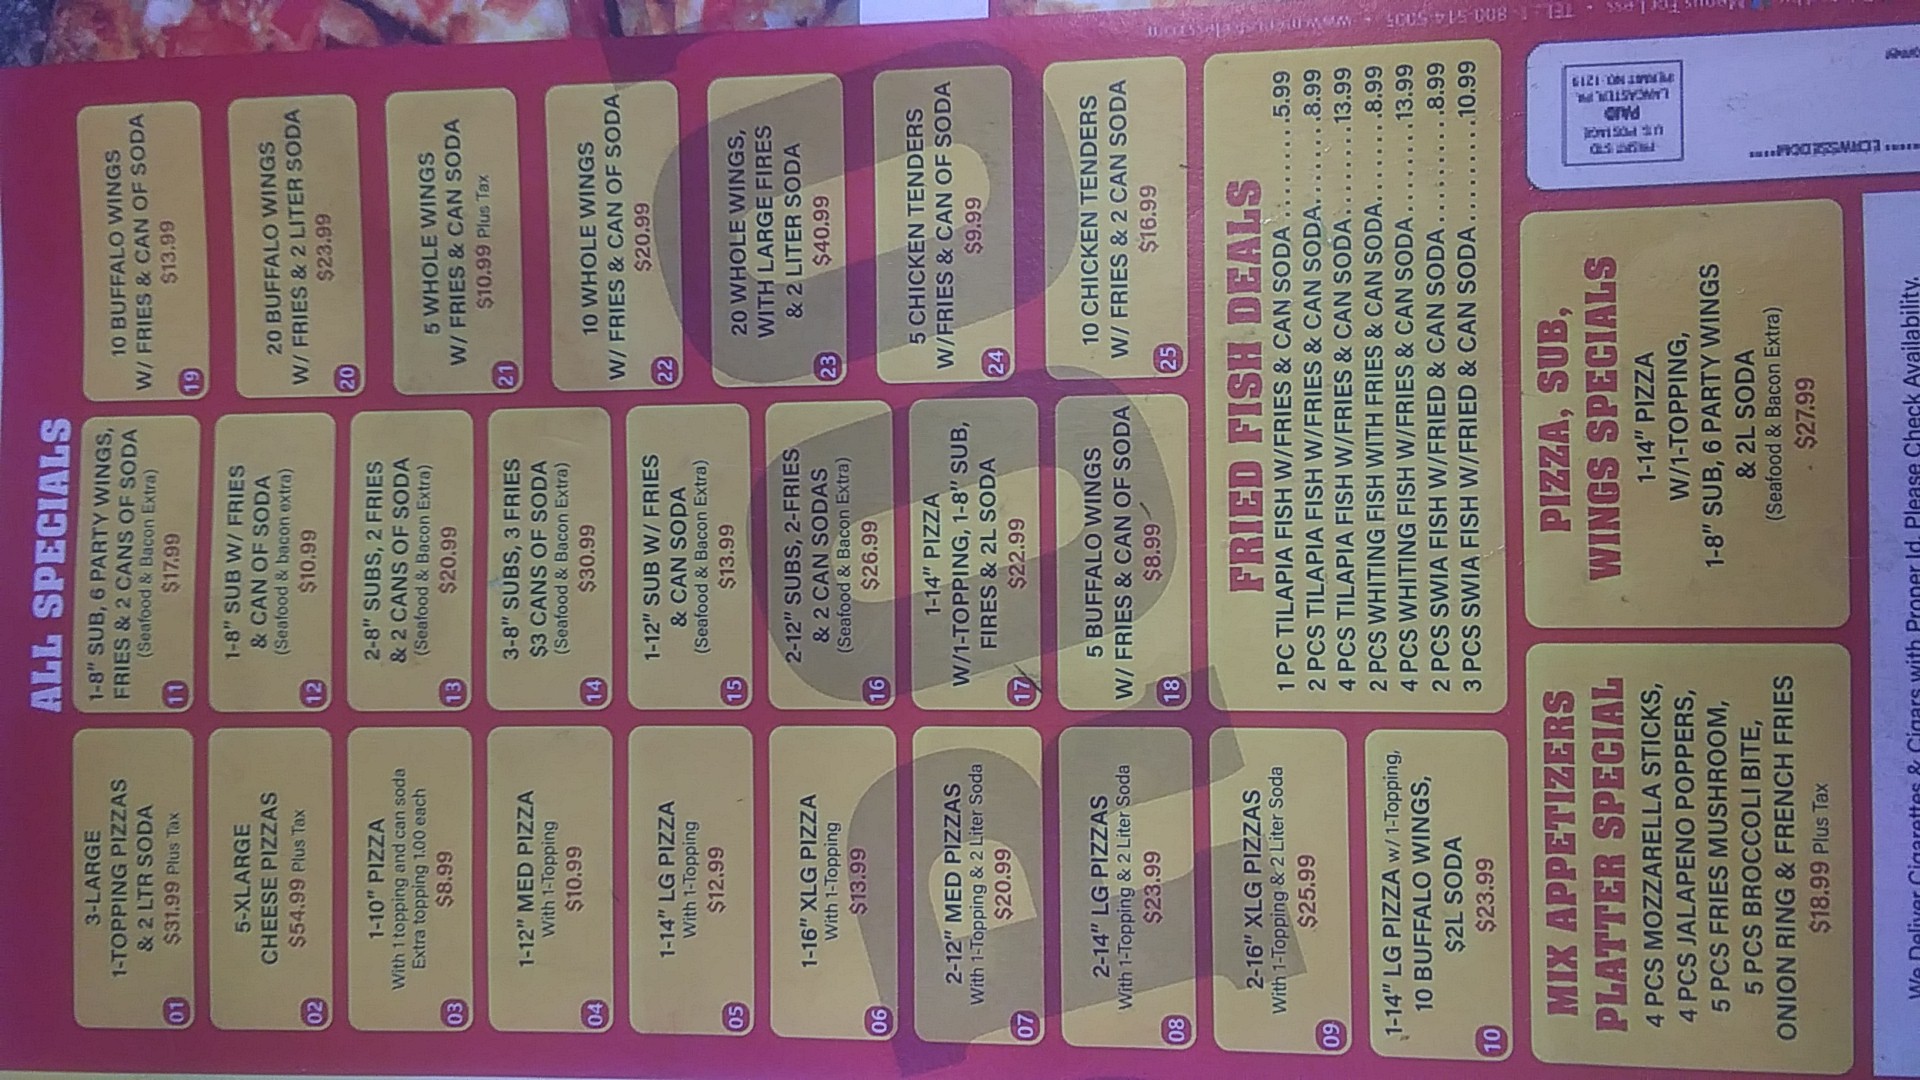 ALL SPECIALS
3-LARGE
1-TOPPING PIZZAS
& 2 LTR SODA
$31.99 Plus Tax
01
5-XLARGE
CHEESE PIZZAS
$54.99 Plus Tax
02
1-10" PIZZA
With 1 topping and can soda
Extra topping 1.00 each
$8.99
03
1-12" MED PIZZA
With 1-Topping
$10.99
04
1-14" LG PIZZA
With 1-Topping
$12.99
05
1-16" XLG PIZZA
With 1-Topping
$13.99
06
2-12" MED PIZZAS
With 1-Topping & 2 Liter Soda
$20.99
07
2-14" LG PIZZAS
With 1-Topping & 2 Liter Soda
$23.99
08
2-16" XLG PIZZAS
With 1-Topping & 2 Liter Soda
$25.99
09
1-14" LG PIZZA w/ 1-Topping,
10 BUFFALO WINGS,
$2L SODA
$23.99
10
1-8" SUB, 6 PARTY WINGS,
FRIES & 2 CANS OF SODA
(Seafood & Bacon Extra)
$17.99
11
1-8" SUB W/ FRIES
& CAN OF SODA
(Seafood & bacon extra)
$10.99
12
2-8" SUBS, 2 FRIES
& 2 CANS OF SODA
(Seafood & Bacon Extra)
$20.99
13
3-8" SUBS, 3 FRIES
$3 CANS OF SODA
(Seafood & Bacon Extra)
$30.99
14
1-12" SUB W/ FRIES
& CAN SODA
(Seafood & Bacon Extra)
$13.99
15
2-12" SUBS, 2-FRIES
& 2 CAN SODAS
(Seafood & Bacon Extra)
$26.99
16
1-14" PIZZA
W/1-TOPPING, 1-8" SUB,
FIRES & 2L SODA
$22.99
17
5 BUFFALO WINGS
W/ FRIES & CAN OF SODA
$8.99
18
10 BUFFALO WINGS
W/ FRIES & CAN OF SODA
$13.99
19
20 BUFFALO WINGS
W/ FRIES & 2 LITER SODA
$23.99
20
5 WHOLE WINGS
W/ FRIES & CAN SODA
$10.99 Plus Tax
21
10 WHOLE WINGS
W/ FRIES & CAN OF SODA
$20.99
22
20 WHOLE WINGS,
WITH LARGE FIRES
& 2 LITER SODA
$40.99
23
5 CHICKEN TENDERS
W/FRIES & CAN OF SODA
$9.99
24
10 CHICKEN TENDERS
W/ FRIES & 2 CAN SODA
$16.99
25
FRIED FISH DEALS
1 PC TILAPIA FISH W/FRIES & CAN SODA..........5.99
2 PCS TILAPIA FISH W/FRIES & CAN SODA........8.99
4 PCS TILAPIA FISH W/FRIES & CAN SODA.......13.99
2 PCS WHITING FISH WITH FRIES & CAN SODA.......8.99
4 PCS WHITING FISH W/FRIES & CAN SODA.......13.99
2 PCS SWIA FISH W/FRIED & CAN SODA..........8.99
3 PCS SWIA FISH W/FRIED & CAN SODA.........10.99
MIX APPETIZERS
PLATTER SPECIAL
4 PCS MOZZARELLA STICKS,
4 PCS JALAPENO POPPERS,
5 PCS FRIES MUSHROOM,
5 PCS BROCCOLI BITE,
ONION RING & FRENCH FRIES
$18.99 Plus Tax
PIZZA, SUB,
WINGS SPECIALS
1-14" PIZZA
W/1-TOPPING,
1-8" SUB, 6 PARTY WINGS
& 2L SODA
(Seafood & Bacon Extra)
$27.99
PRSRT STD
U.S. POSTAGE
PAID
LANCASTER, PA
PERMIT NO. 1219
We Deliver Cigarettes & Cigars with Proper Id. Please Check Availability.